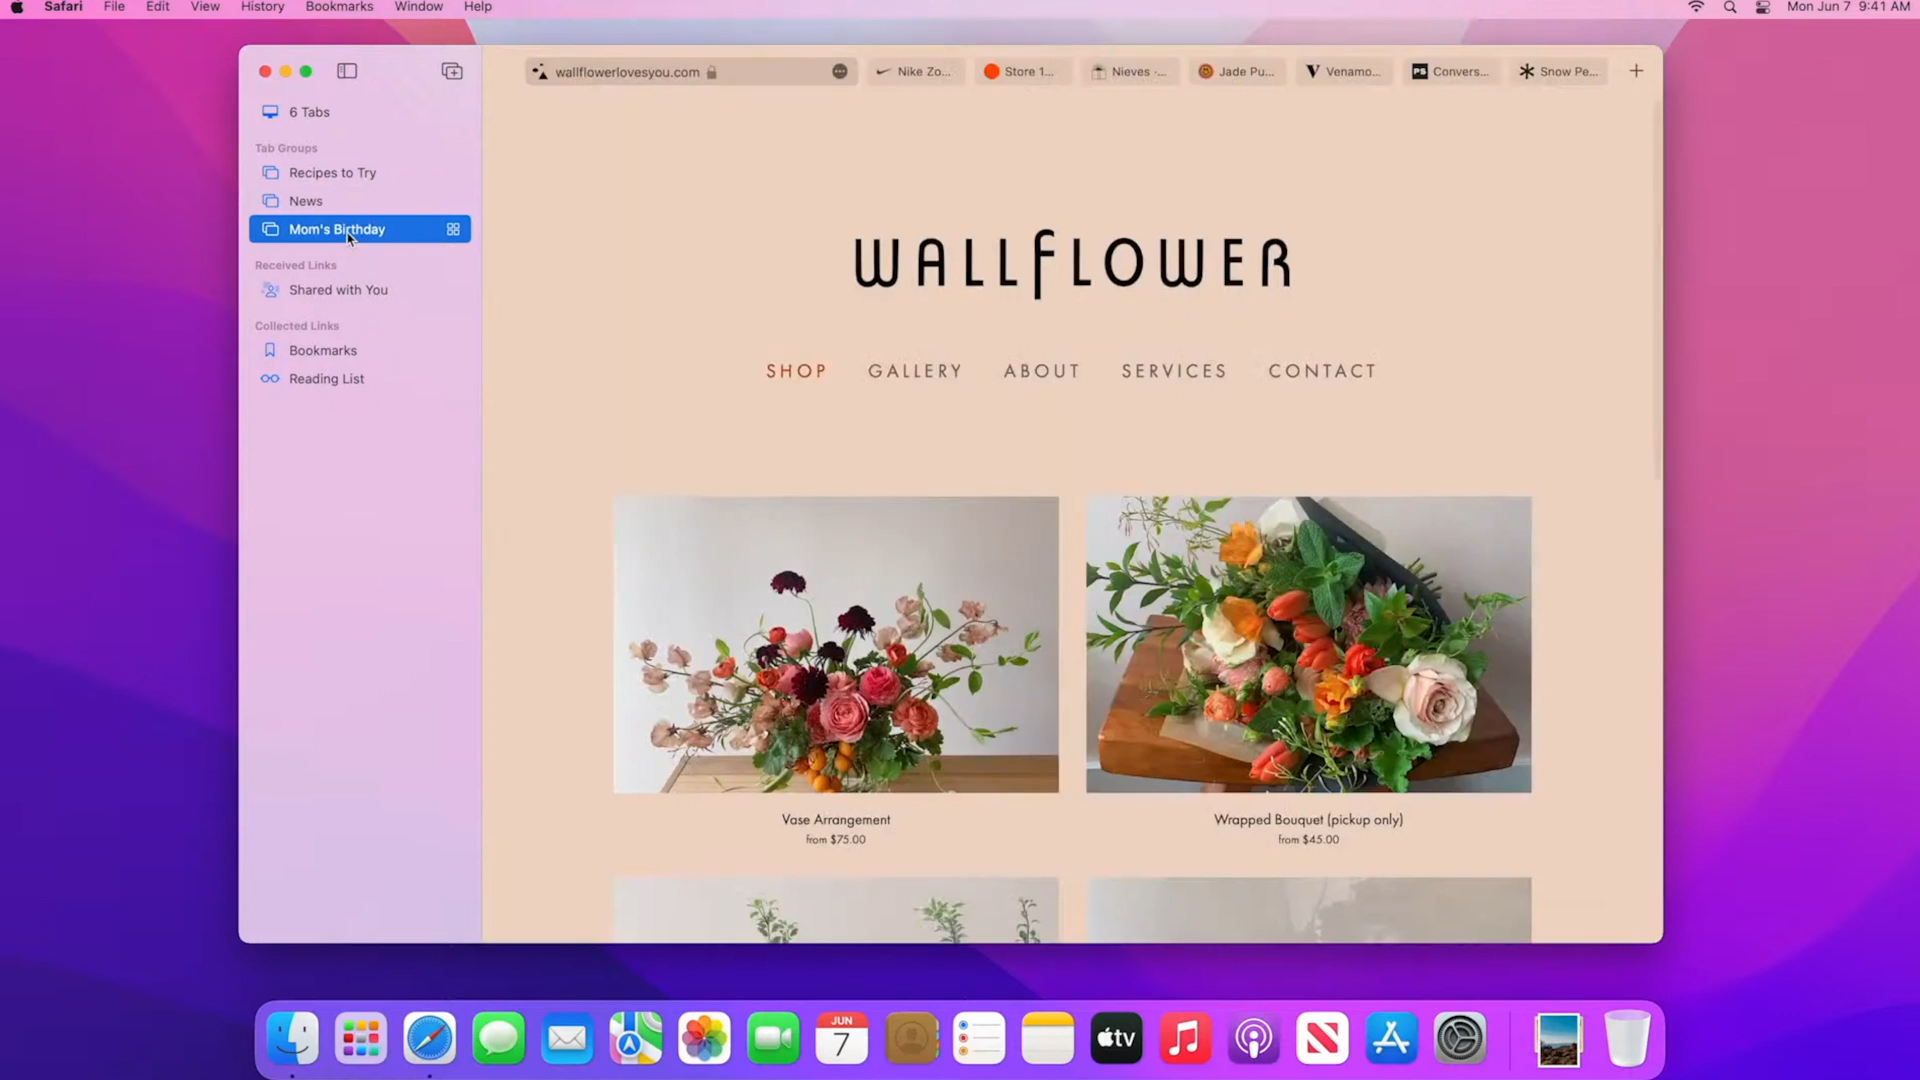 Safari File Edit View History Bookmarks Window Help Mon Jun 7 9:41 AM
wallflowerlovesyou.com Nike Zo... Store 1... Nieves -... Jade Pu... Venamo... PS Convers... Snow Pe...
6 Tabs
Tab Groups
Recipes to Try
News
Mom's Birthday
Received Links
Shared with You
Collected Links
Bookmarks
Reading List
WALLFLOWER
SHOP GALLERY ABOUT SERVICES CONTACT
Vase Arrangement
from $75.00
Wrapped Bouquet (pickup only)
from $45.00
JUN
7
tv